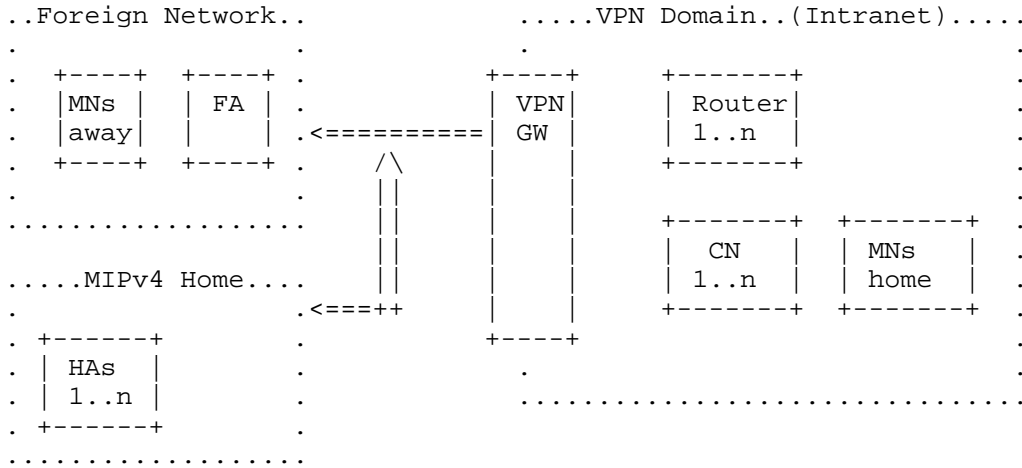 ..Foreign Network.. .....VPN Domain..(Intranet).....
MNs FA VPN Router
away GW 1..n
CN MNs
.....MIPv4 Home.... 1..n home
HAs
1..n